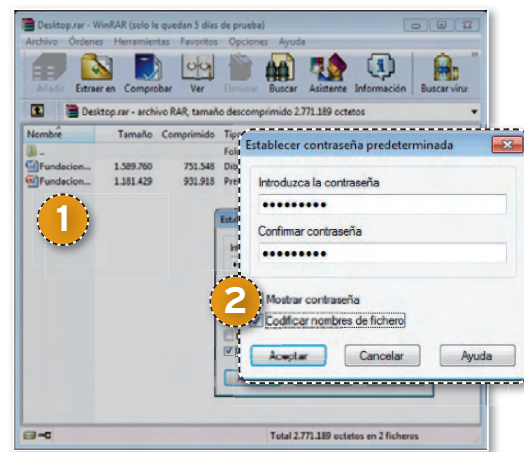 Desktop.rar - WinRAR (solo le quedan 5 días de prueba)
Archivo Órdenes Herramientas Favoritos Opciones Ayuda
Añadir Extraer en Comprobar Ver Eliminar Buscar Asistente Información Buscar viru
Desktop.rar - archivo RAR, tamaño descomprimido 2.771.189 octetos
Nombre Tamaño Comprimido
..
Fundacion... 1.589.760 751.548
Fundacion... 1.181.429 931.918
1
Establecer contraseña predeterminada
Introduzca la contraseña
•••••••••
Confirmar contraseña
•••••••••
2
Mostrar contraseña
Codificar nombres de fichero
Aceptar Cancelar Ayuda
Total 2.771.189 octetos en 2 ficheros